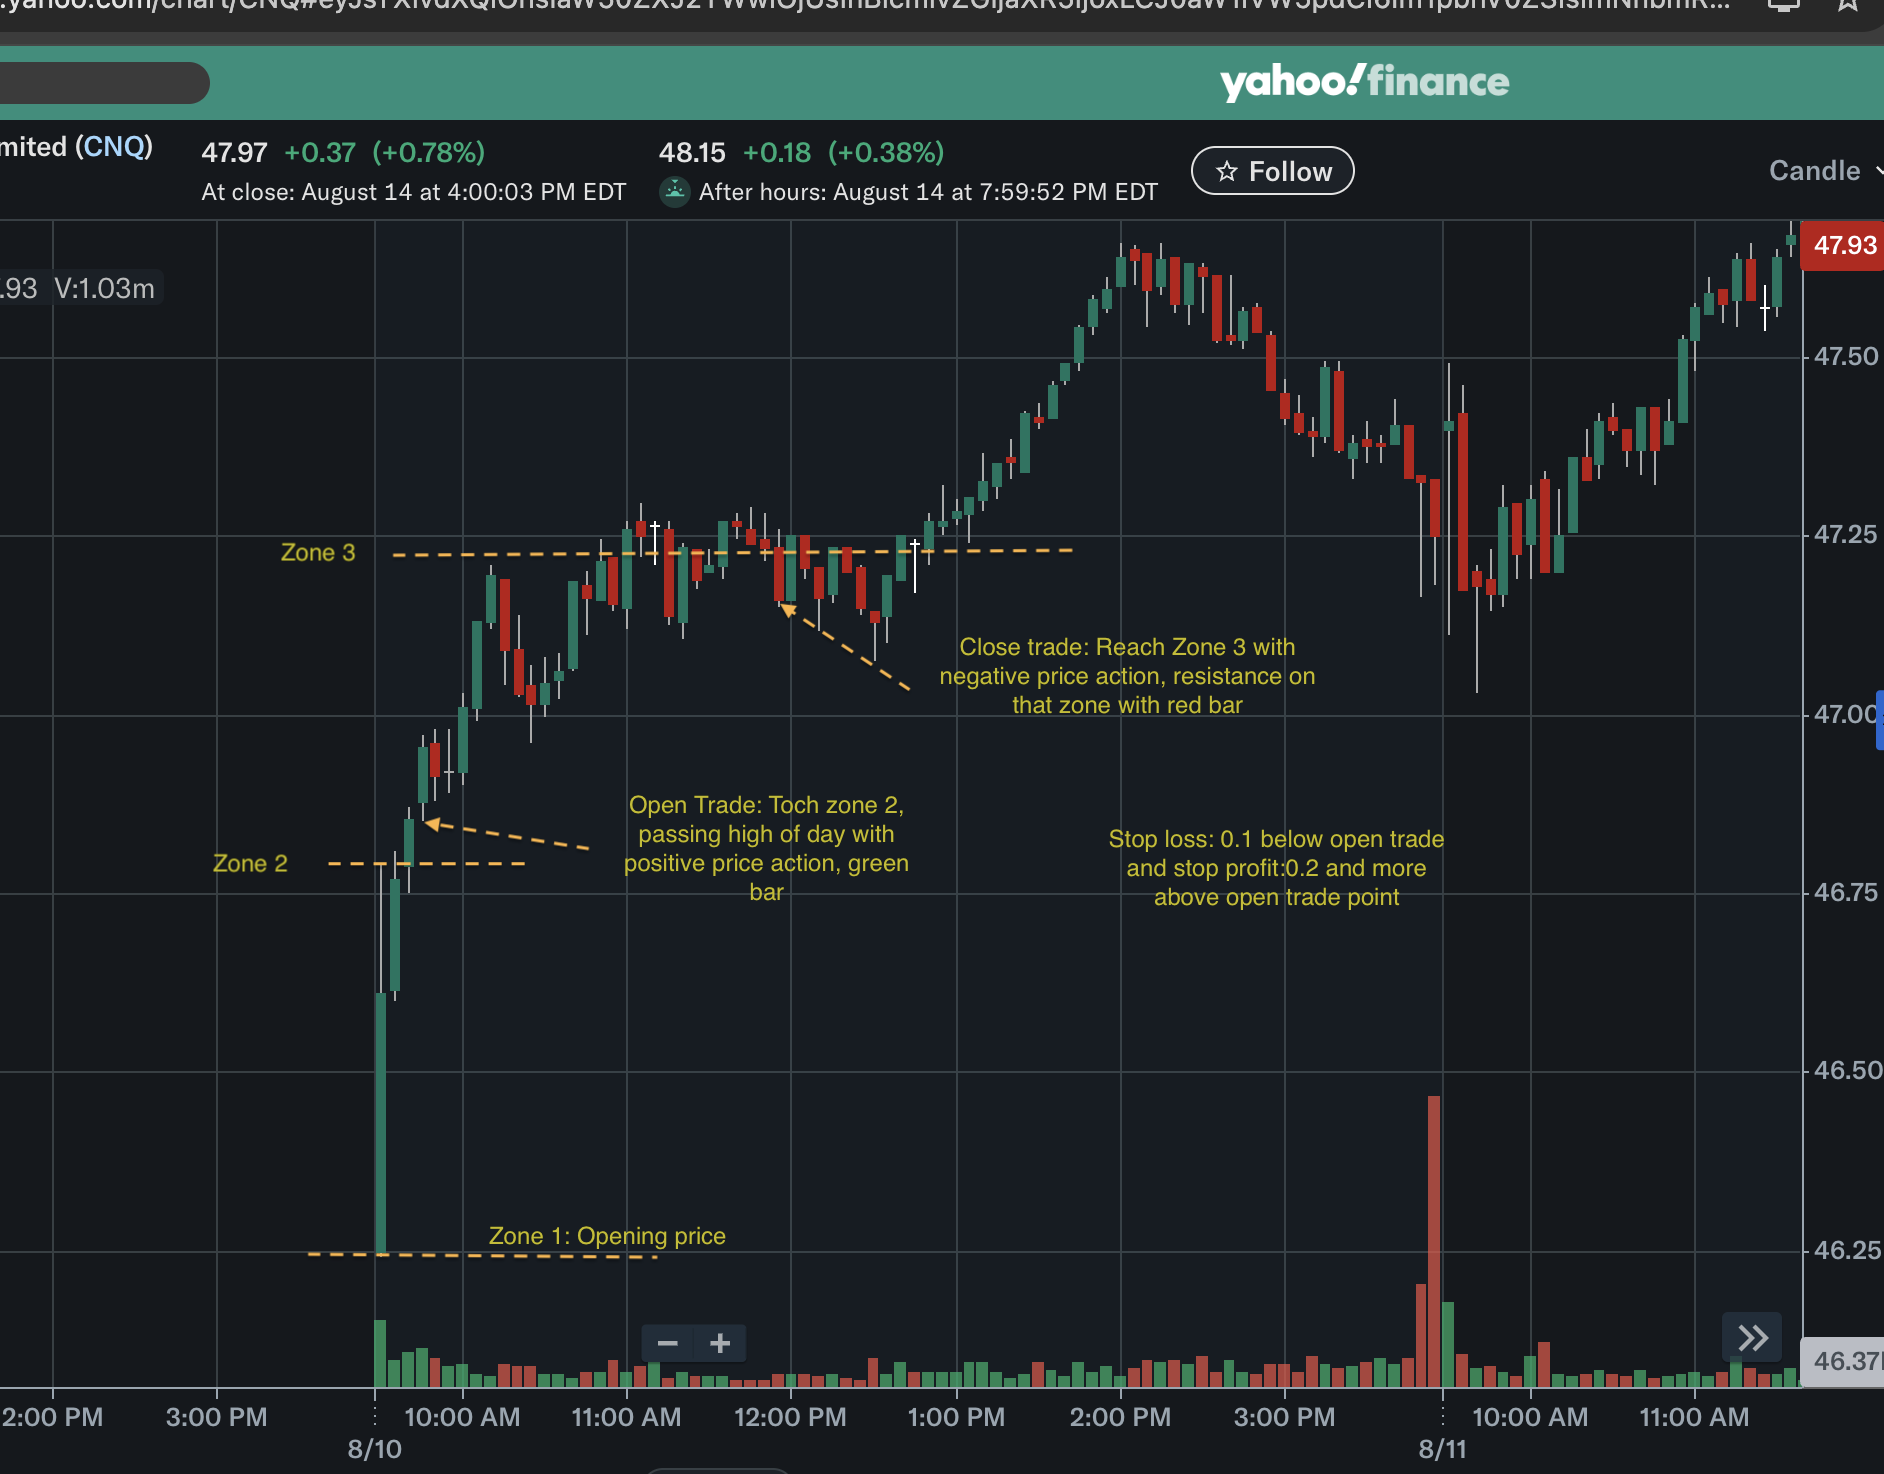 yahoo!finance
mited (CNQ)
47.97 +0.37 (+0.78%)
At close: August 14 at 4:00:03 PM EDT
48.15 +0.18 (+0.38%)
After hours: August 14 at 7:59:52 PM EDT
Follow
Candle
.93 V:1.03m
47.93
47.50
47.25
47.00
46.75
46.50
46.25
46.37
Zone 3
Close trade: Reach Zone 3 with
negative price action, resistance on
that zone with red bar
Open Trade: Toch zone 2,
passing high of day with
positive price action, green
bar
Zone 2
Stop loss: 0.1 below open trade
and stop profit:0.2 and more
above open trade point
Zone 1: Opening price
2:00 PM 3:00 PM 10:00 AM 11:00 AM 12:00 PM 1:00 PM 2:00 PM 3:00 PM 10:00 AM 11:00 AM
8/10 8/11